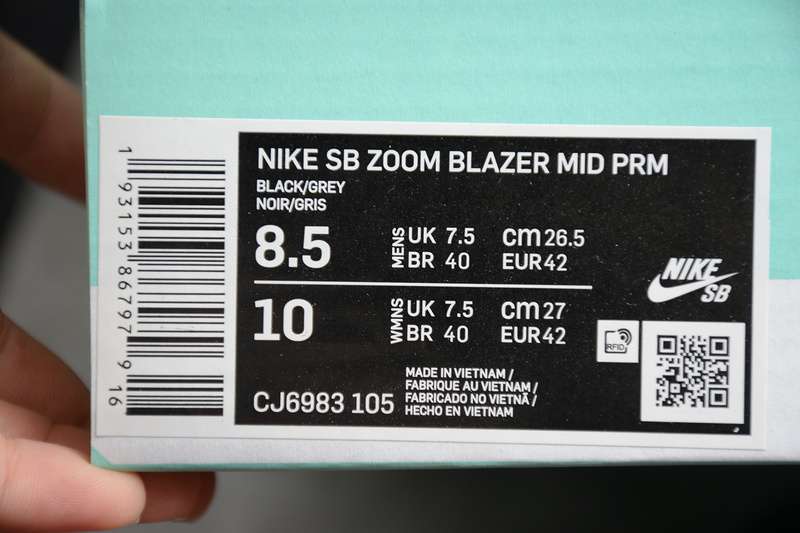 NIKE SB ZOOM BLAZER MID PRM
BLACK/GREY
NOIR/GRIS
8.5 MENS UK 7.5 cm 26.5
BR 40 EUR 42
10 WMNS UK 7.5 cm 27
BR 40 EUR 42
CJ6983 105
MADE IN VIETNAM /
FABRIQUE AU VIETNAM /
FABRICADO NO VIETNÃ /
HECHO EN VIETNAM
NIKE
SB
RFID
1 93153 86797 9 16